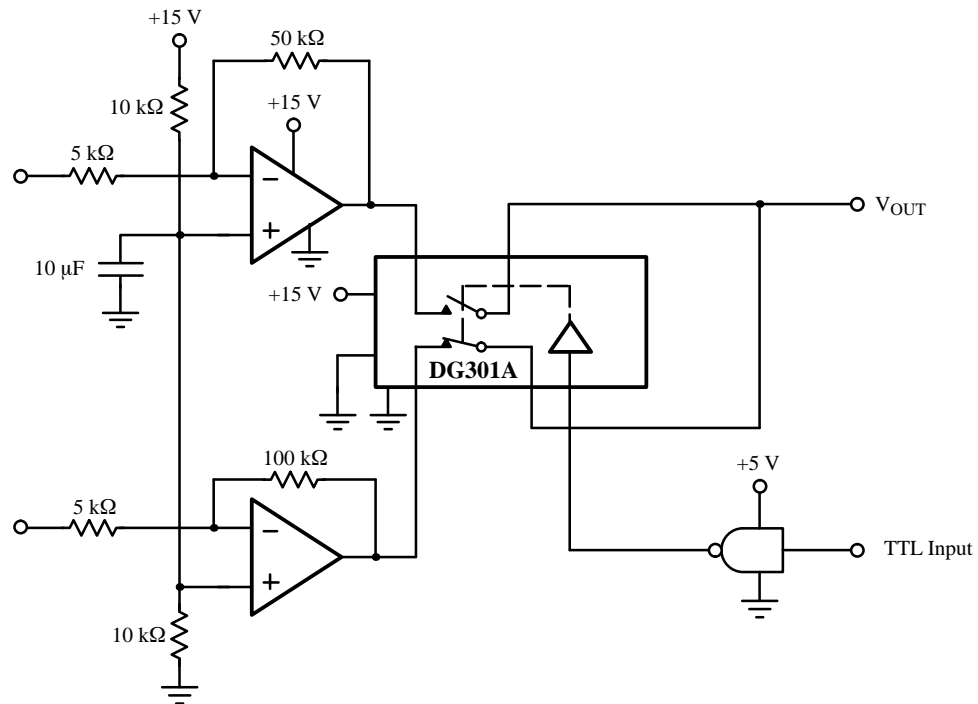 +15 V
50 kΩ
10 kΩ
+15 V
5 kΩ
−
+
10 µF
VOUT
+15 V
DG301A
100 kΩ
5 kΩ
−
+
+5 V
TTL Input
10 kΩ